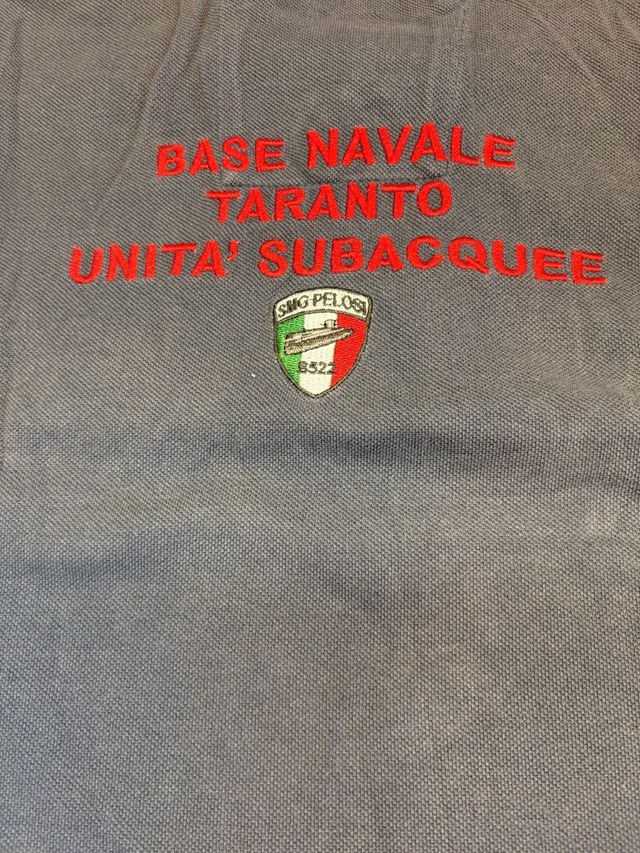 BASE NAVALE
TARANTO
UNITA' SUBACQUEE
SMG PELOSI
S522